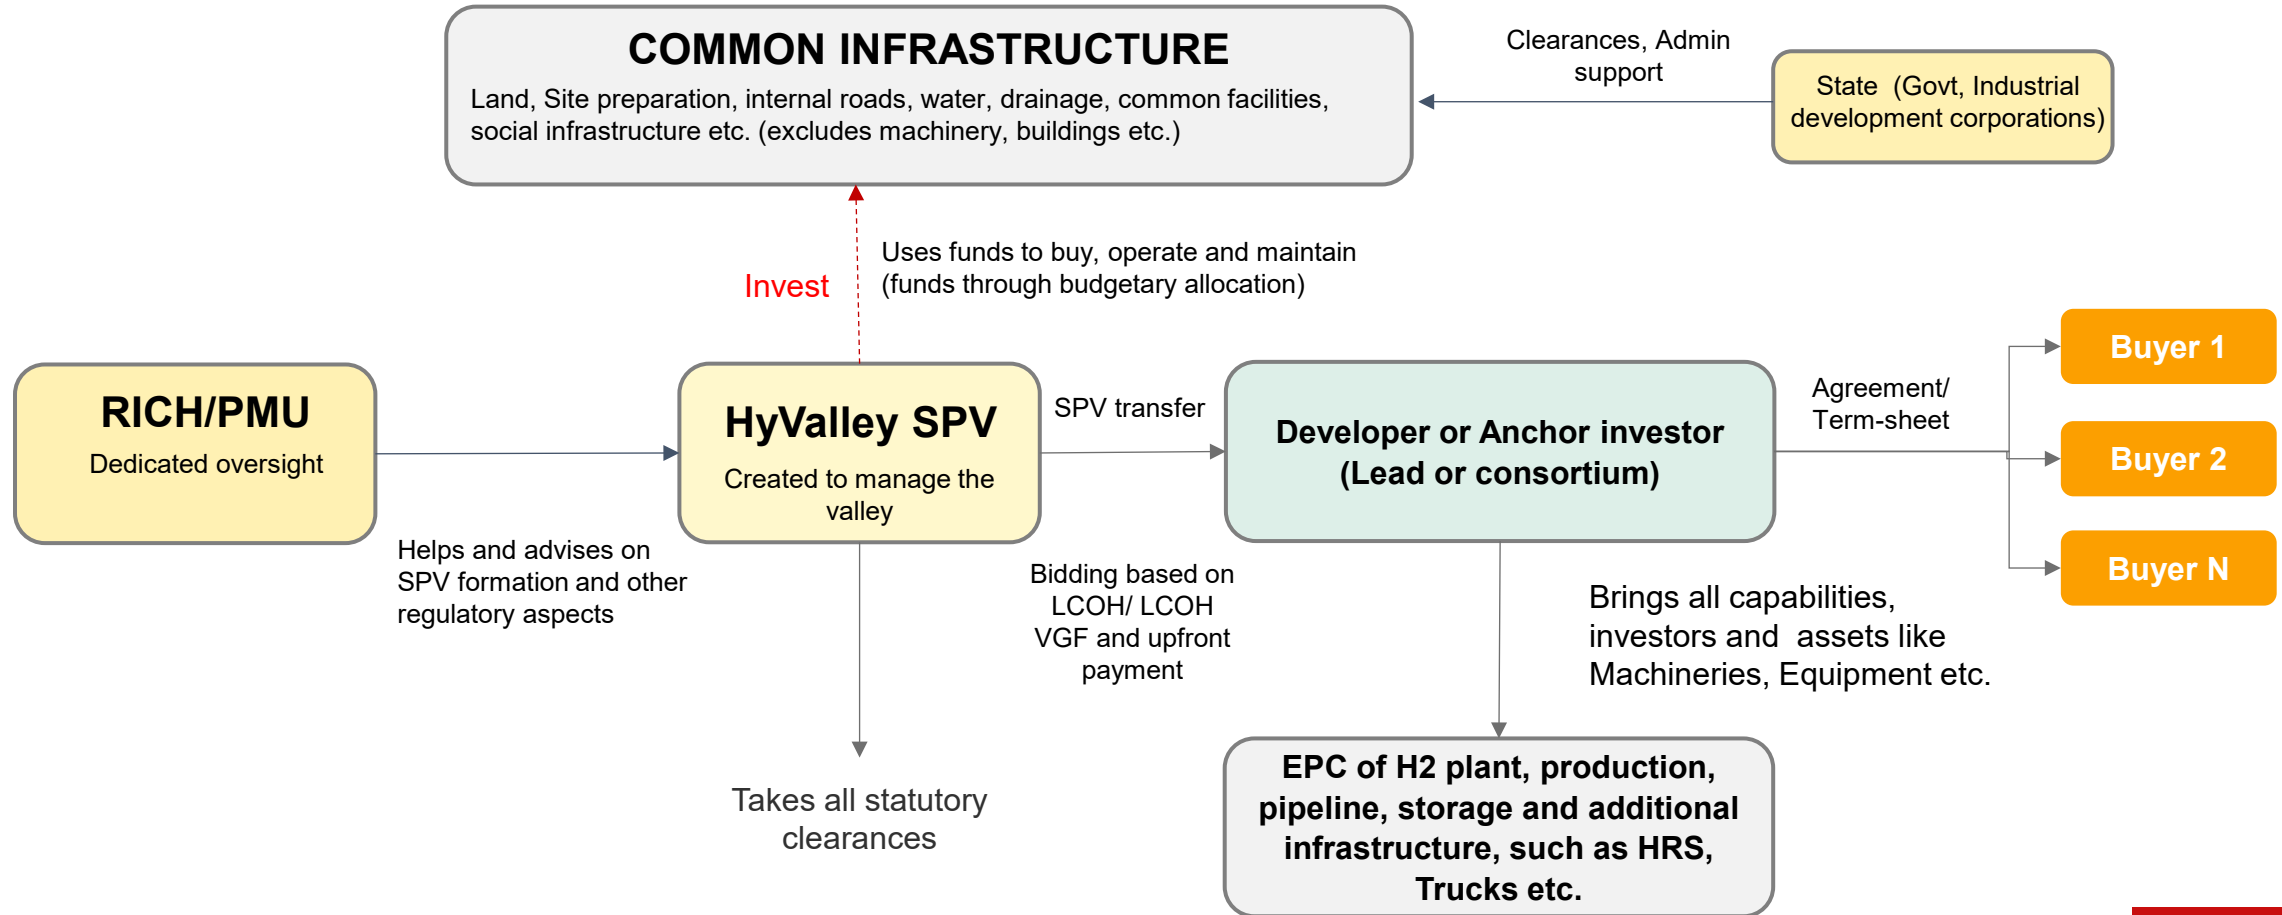 COMMON INFRASTRUCTURE
Land, Site preparation, internal roads, water, drainage, common facilities,
social infrastructure etc. (excludes machinery, buildings etc.)
Clearances, Admin
support
State  (Govt, Industrial
development corporations)
Invest
Uses funds to buy, operate and maintain
(funds through budgetary allocation)
RICH/PMU
Dedicated oversight
Helps and advises on
SPV formation and other
regulatory aspects
HyValley SPV
Created to manage the
valley
Takes all statutory
clearances
SPV transfer
Bidding based on
LCOH/ LCOH
VGF and upfront
payment
Developer or Anchor investor
(Lead or consortium)
Agreement/
Term-sheet
Buyer 1
Buyer 2
Buyer N
Brings all capabilities,
investors and  assets like
Machineries, Equipment etc.
EPC of H2 plant, production,
pipeline, storage and additional
infrastructure, such as HRS,
Trucks etc.